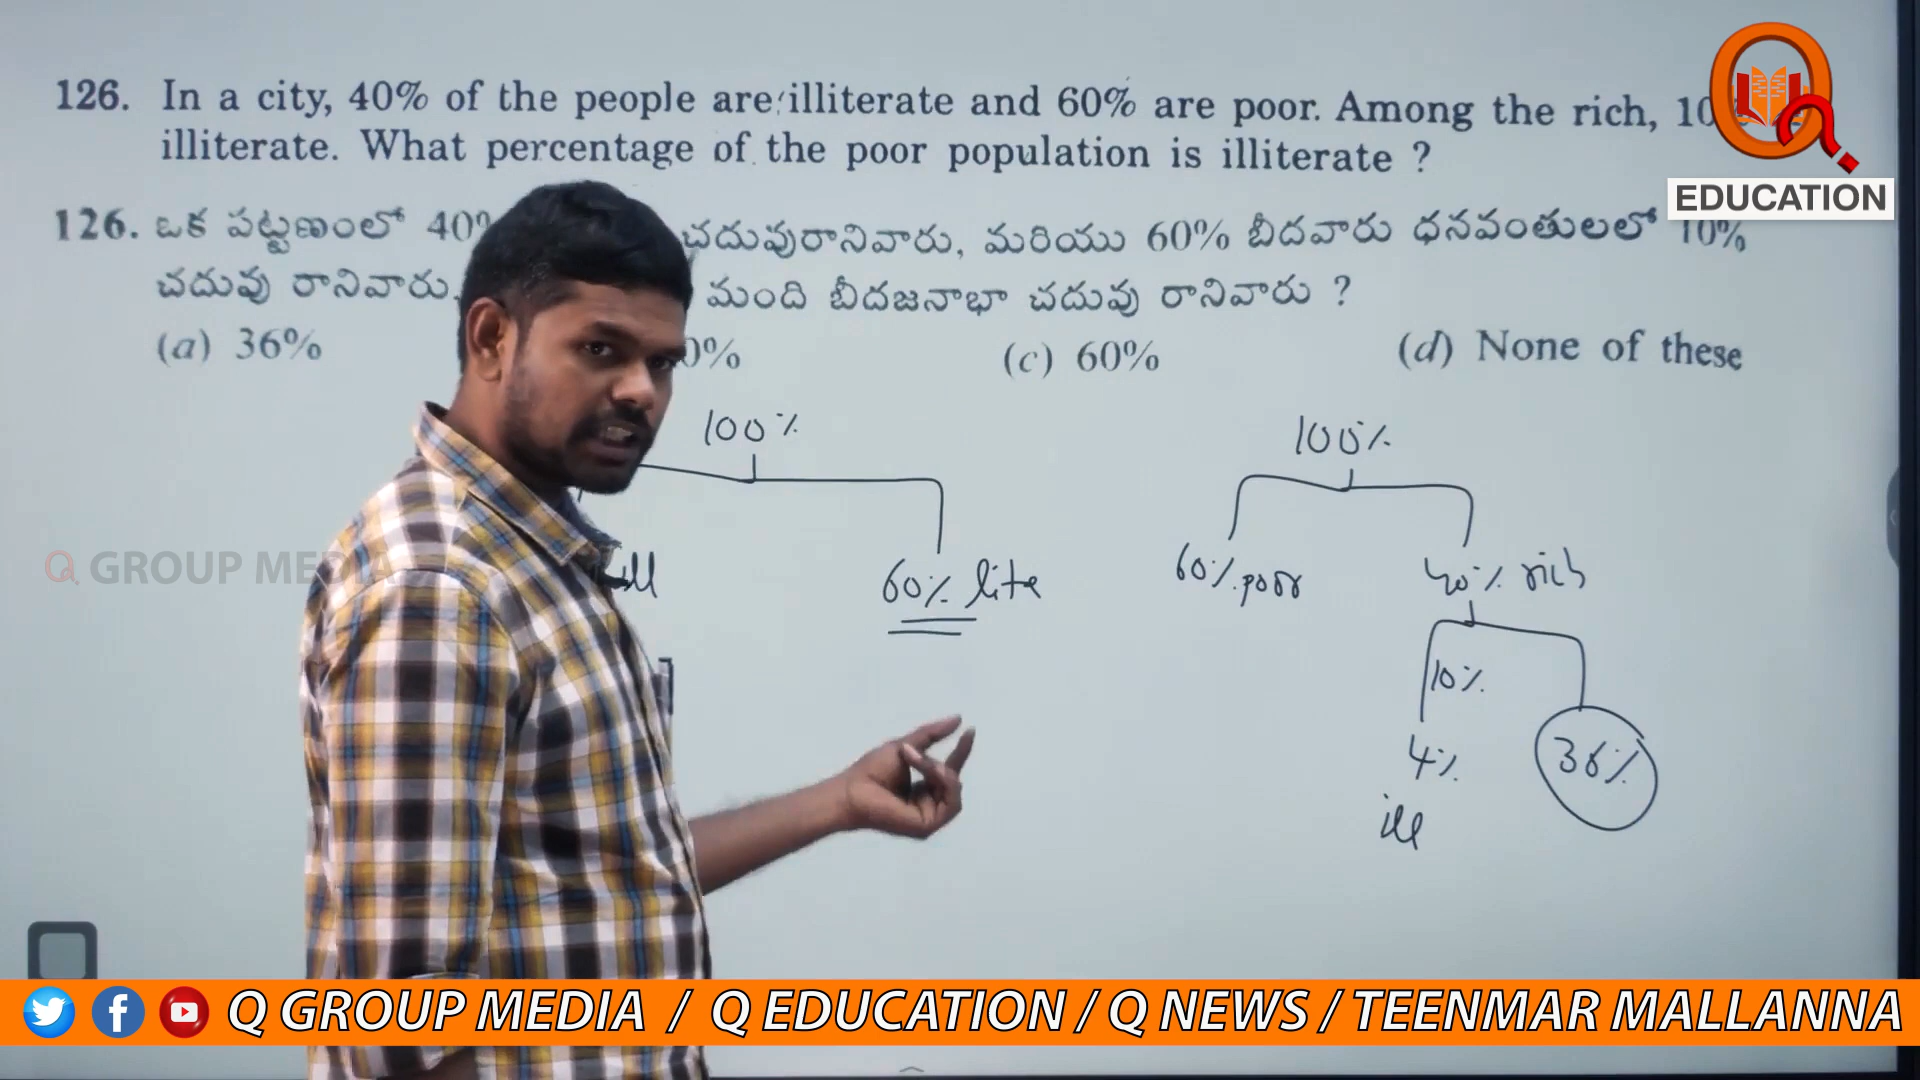 126. In a city, 40% of the people are illiterate and 60% are poor. Among the rich, 10
illiterate. What percentage of the poor population is illiterate ?
126. ఒక పట్టణంలో 40% చదువురానివారు, మరియు 60% బీదవారు ధనవంతులలో 10%
చదువు రానివారు. మంది బీదజనాభా చదువు రానివారు ?
(a) 36% 0% (c) 60% (d) None of these
100% 100%
ill 60% lite 60% poor 40% rich
10%
4% 36%
ill
Q EDUCATION
Q GROUP MEDIA
Q GROUP MEDIA / Q EDUCATION / Q NEWS / TEENMAR MALLANNA